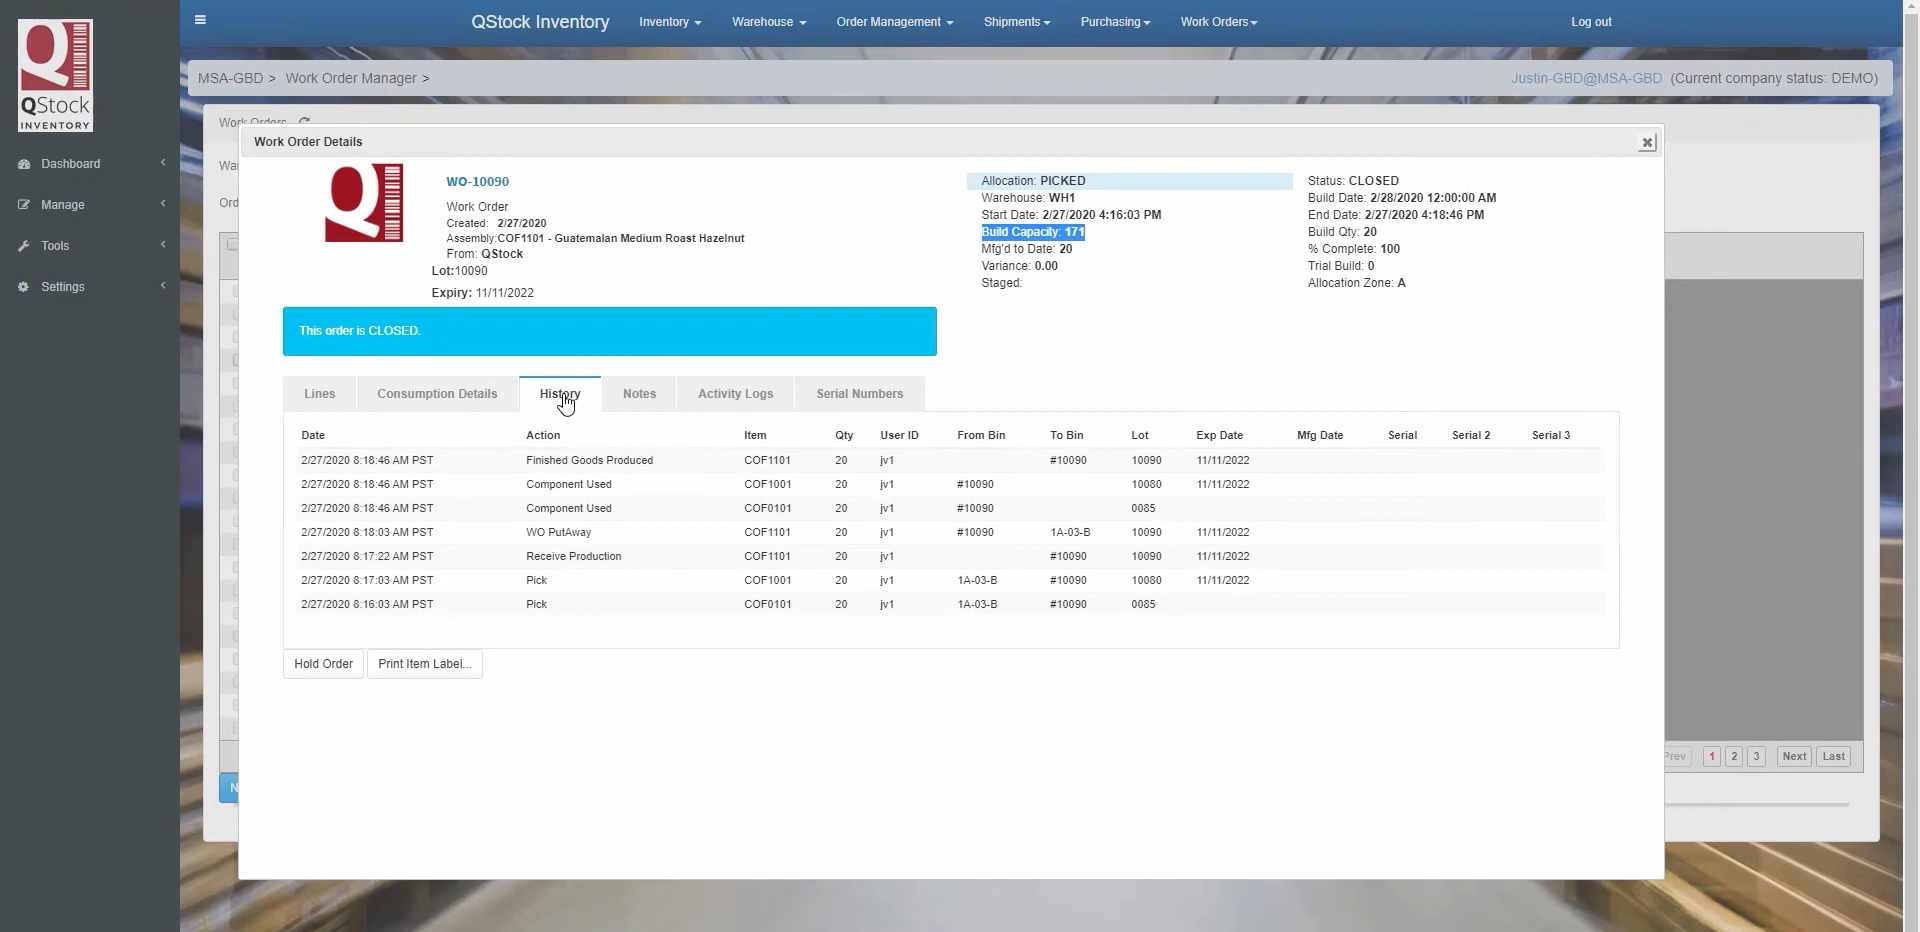 QStock
INVENTORY
Dashboard
Manage
Tools
Settings
QStock Inventory Inventory Warehouse Order Management Shipments Purchasing Work Orders Log out
MSA-GBD > Work Order Manager > Justin-GBD@MSA-GBD (Current company status: DEMO)
Work Orders
Work Order Details
WO-10090
Work Order
Created: 2/27/2020
Assembly:COF1101 - Guatemalan Medium Roast Hazelnut
From: QStock
Lot:10090
Expiry: 11/11/2022
Allocation: PICKED
Warehouse: WH1
Start Date: 2/27/2020 4:16:03 PM
Build Capacity: 171
Mfg'd to Date: 20
Variance: 0.00
Staged:
Status: CLOSED
Build Date: 2/28/2020 12:00:00 AM
End Date: 2/27/2020 4:18:46 PM
Build Qty: 20
% Complete: 100
Trial Build: 0
Allocation Zone: A
This order is CLOSED.
Lines Consumption Details History Notes Activity Logs Serial Numbers
Date Action Item Qty User ID From Bin To Bin Lot Exp Date Mfg Date Serial Serial 2 Serial 3
2/27/2020 8:18:46 AM PST Finished Goods Produced COF1101 20 jv1 #10090 10090 11/11/2022
2/27/2020 8:18:46 AM PST Component Used COF1001 20 jv1 #10090 10080 11/11/2022
2/27/2020 8:18:46 AM PST Component Used COF0101 20 jv1 #10090 0085
2/27/2020 8:18:03 AM PST WO PutAway COF1101 20 jv1 #10090 1A-03-B 10090 11/11/2022
2/27/2020 8:17:22 AM PST Receive Production COF1101 20 jv1 #10090 10090 11/11/2022
2/27/2020 8:17:03 AM PST Pick COF1001 20 jv1 1A-03-B #10090 10080 11/11/2022
2/27/2020 8:16:03 AM PST Pick COF0101 20 jv1 1A-03-B #10090 0085
Hold Order Print Item Label...
1 2 3 Next Last